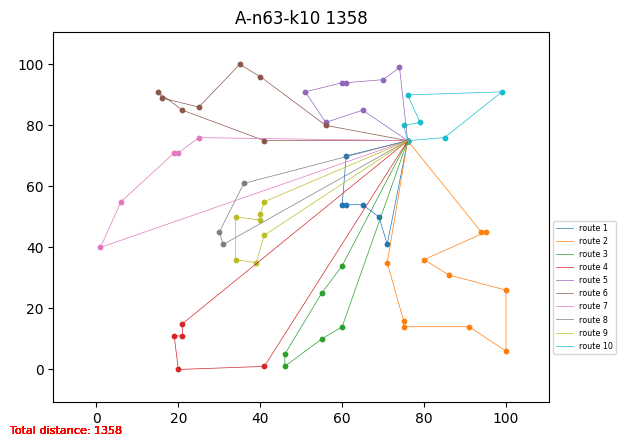 A-n63-k10 1358
100
80
60
40
20
0
0 20 40 60 80 100
route 1
route 2
route 3
route 4
route 5
route 6
route 7
route 8
route 9
route 10
Total distance: 1358